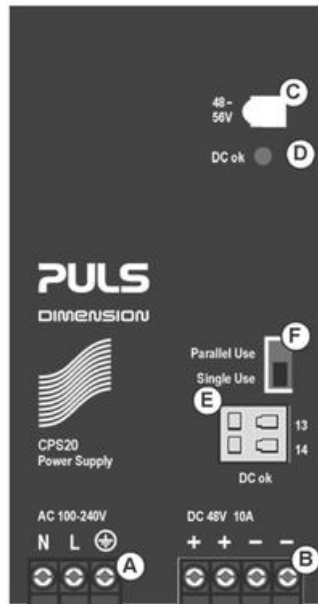 C
48–
56V
DC ok D
PULS
DIMENSION
F
Parallel Use
Single Use
E
13
14
DC ok
CPS20
Power Supply
AC 100-240V
N L
A
DC 48V 10A
+ + − −
B